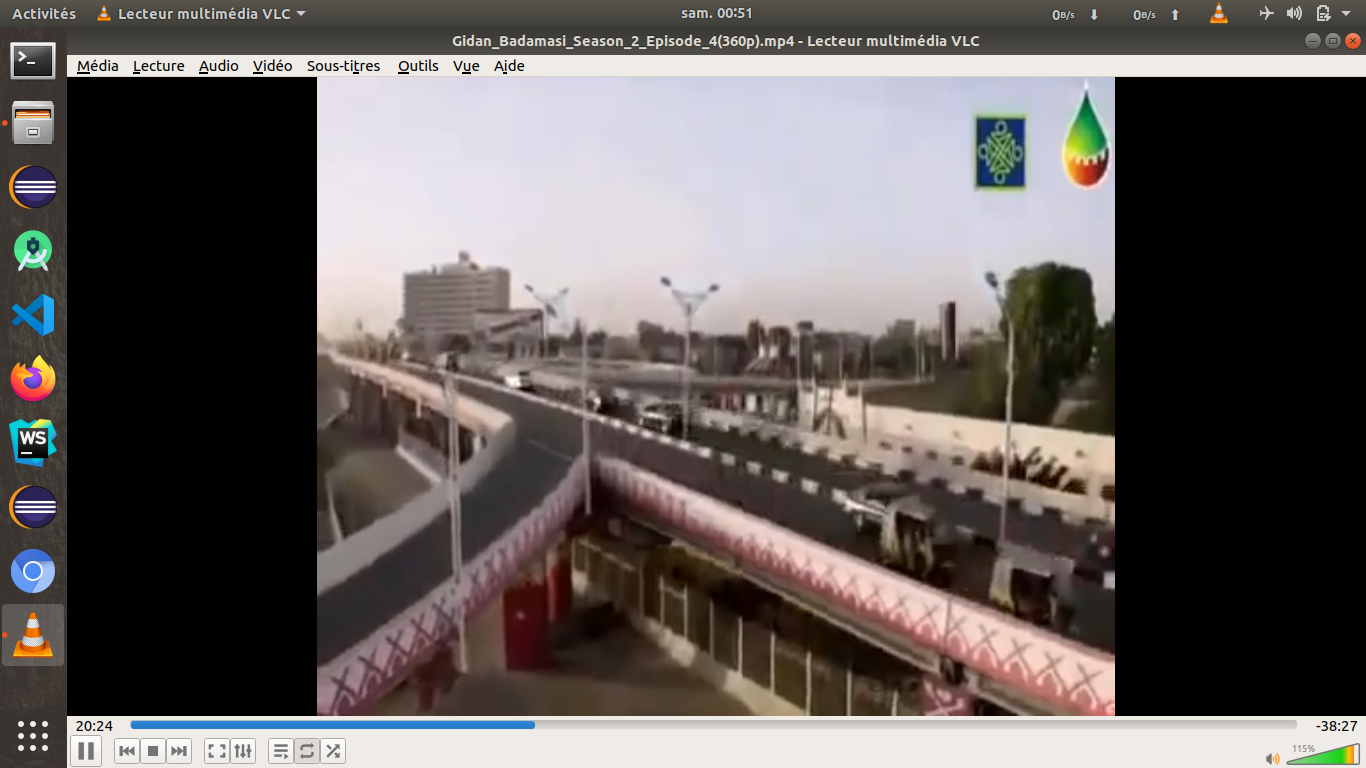 Activités Lecteur multimédia VLC sam. 00:51 0B/s 0B/s
Gidan_Badamasi_Season_2_Episode_4(360p).mp4 - Lecteur multimédia VLC
Média Lecture Audio Vidéo Sous-titres Outils Vue Aide
WS
20:24 -38:27
115%